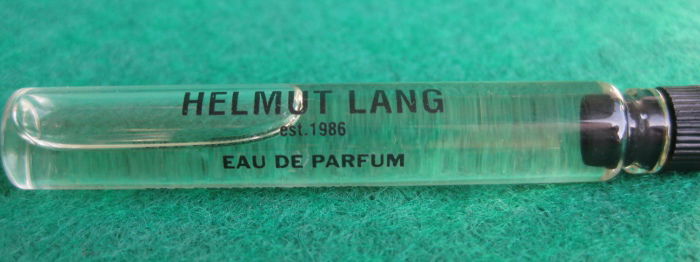 HELMUT LANG
est.1986
EAU DE PARFUM